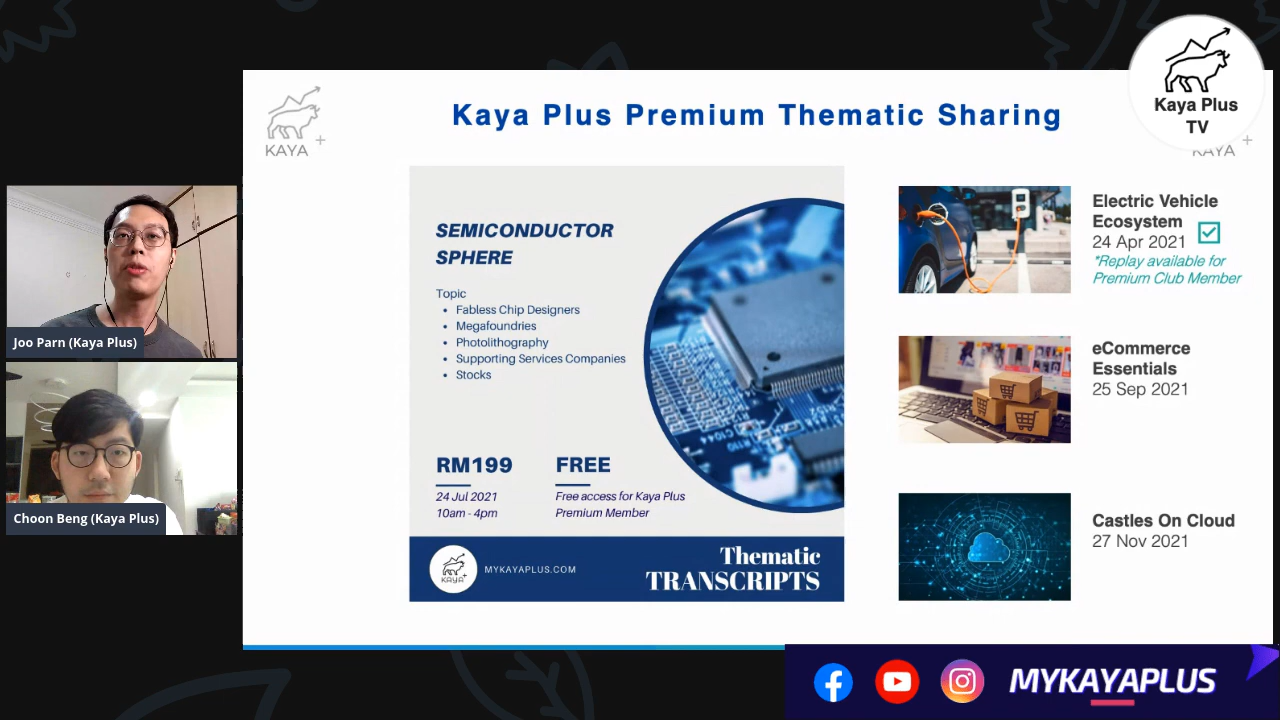 Kaya Plus Premium Thematic Sharing
KAYA
+
Kaya Plus
TV
KAYA
+
Joo Parn (Kaya Plus)
Choon Beng (Kaya Plus)
SEMICONDUCTOR
SPHERE
Topic
• Fabless Chip Designers
• Megafoundries
• Photolithography
• Supporting Services Companies
• Stocks
RM199
24 Jul 2021
10am - 4pm
FREE
Free access for Kaya Plus
Premium Member
KAYA+
MYKAYAPLUS.COM
Thematic
TRANSCRIPTS
Electric Vehicle
Ecosystem
24 Apr 2021
*Replay available for
Premium Club Member
eCommerce
Essentials
25 Sep 2021
Castles On Cloud
27 Nov 2021
MYKAYAPLUS